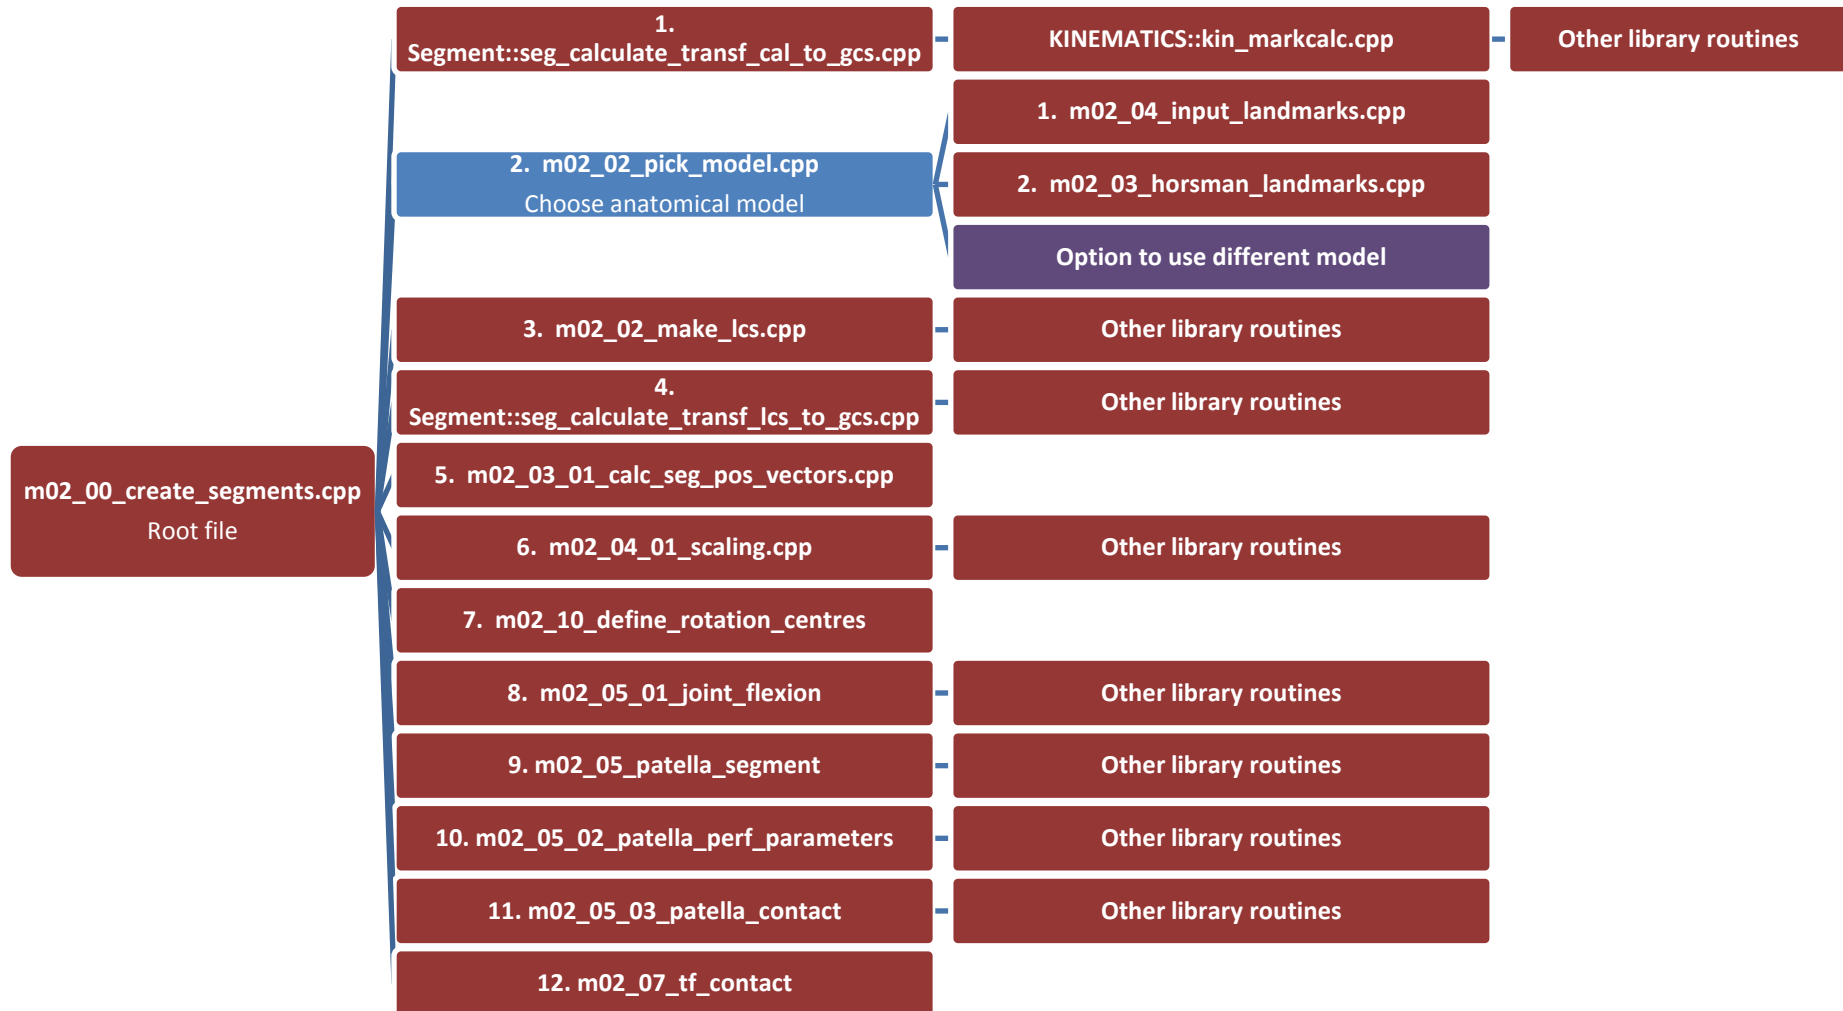 m02_00_create_segments.cpp
Root file
1.
Segment::seg_calculate_transf_cal_to_gcs.cpp
KINEMATICS::kin_markcalc.cpp
Other library routines
2. m02_02_pick_model.cpp
Choose anatomical model
1. m02_04_input_landmarks.cpp
2. m02_03_horsman_landmarks.cpp
Option to use different model
3. m02_02_make_lcs.cpp
Other library routines
4.
Segment::seg_calculate_transf_lcs_to_gcs.cpp
Other library routines
5. m02_03_01_calc_seg_pos_vectors.cpp
6. m02_04_01_scaling.cpp
Other library routines
7. m02_10_define_rotation_centres
8. m02_05_01_joint_flexion
Other library routines
9. m02_05_patella_segment
Other library routines
10. m02_05_02_patella_perf_parameters
Other library routines
11. m02_05_03_patella_contact
Other library routines
12. m02_07_tf_contact